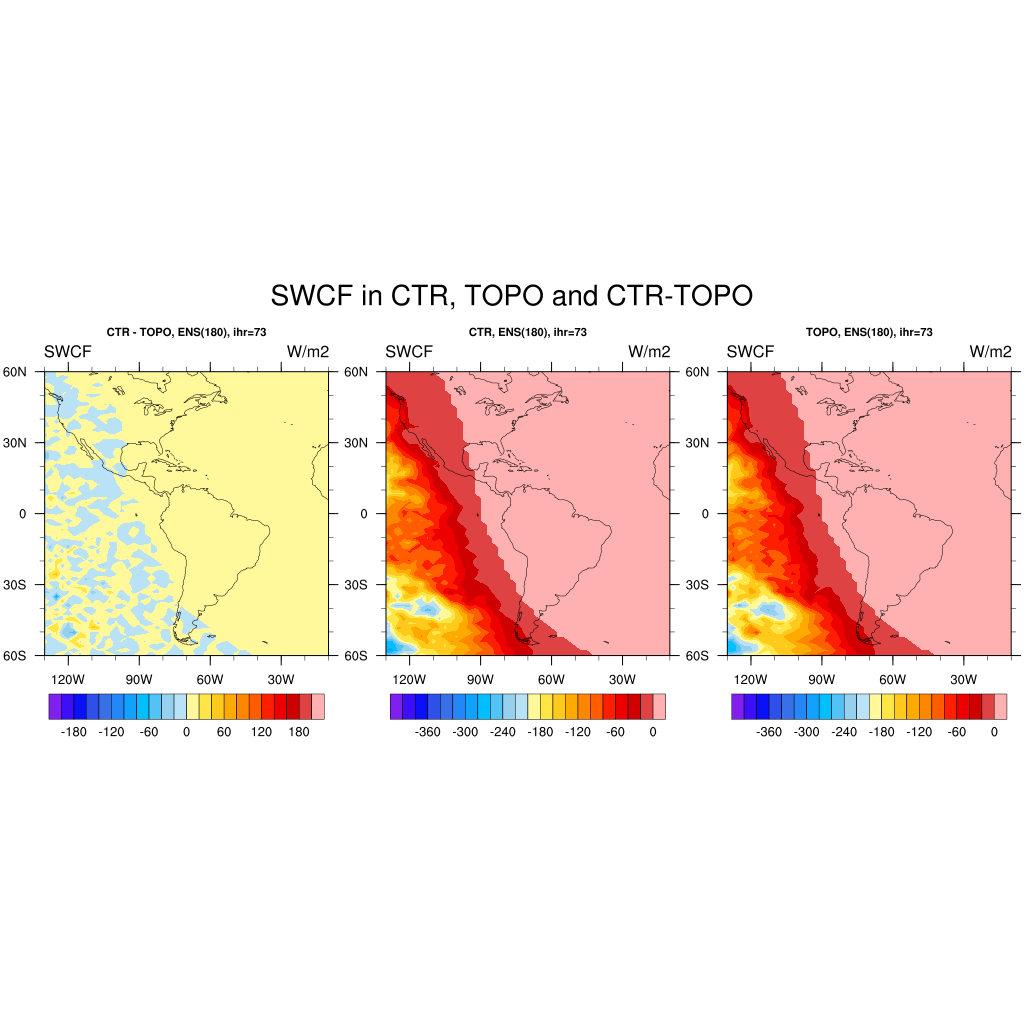 SWCF in CTR, TOPO and CTR-TOPO
CTR - TOPO, ENS(180), ihr=73
SWCF W/m2
60N
30N
0
30S
60S
120W 90W 60W 30W
-180 -120 -60 0 60 120 180
CTR, ENS(180), ihr=73
SWCF W/m2
60N
30N
0
30S
60S
120W 90W 60W 30W
-360 -300 -240 -180 -120 -60 0
TOPO, ENS(180), ihr=73
SWCF W/m2
60N
30N
0
30S
60S
120W 90W 60W 30W
-360 -300 -240 -180 -120 -60 0